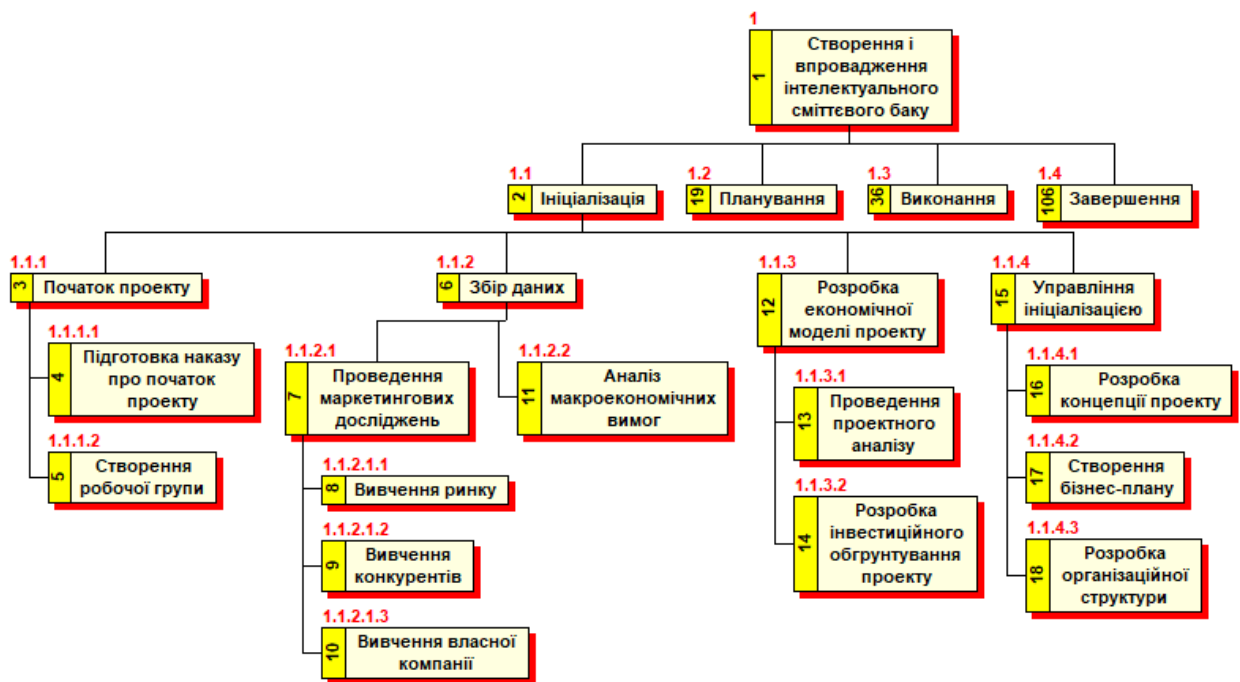 1
1
Створення і
впровадження
інтелектуального
сміттєвого баку
1.1
2
Ініціалізація
1.2
19
Планування
1.3
36
Виконання
1.4
106
Завершення
1.1.1
3
Початок проекту
1.1.2
6
Збір даних
1.1.3
12
Розробка
економічної
моделі проекту
1.1.4
15
Управління
ініціалізацією
1.1.1.1
4
Підготовка наказу
про початок
проекту
1.1.1.2
5
Створення
робочої групи
1.1.2.1
7
Проведення
маркетингових
досліджень
1.1.2.2
11
Аналіз
макроекономічних
вимог
1.1.2.1.1
8
Вивчення ринку
1.1.2.1.2
9
Вивчення
конкурентів
1.1.2.1.3
10
Вивчення власної
компанії
1.1.3.1
13
Проведення
проектного
аналізу
1.1.3.2
14
Розробка
інвестиційного
обгрунтування
проекту
1.1.4.1
16
Розробка
концепції проекту
1.1.4.2
17
Створення
бізнес-плану
1.1.4.3
18
Розробка
організаційної
структури